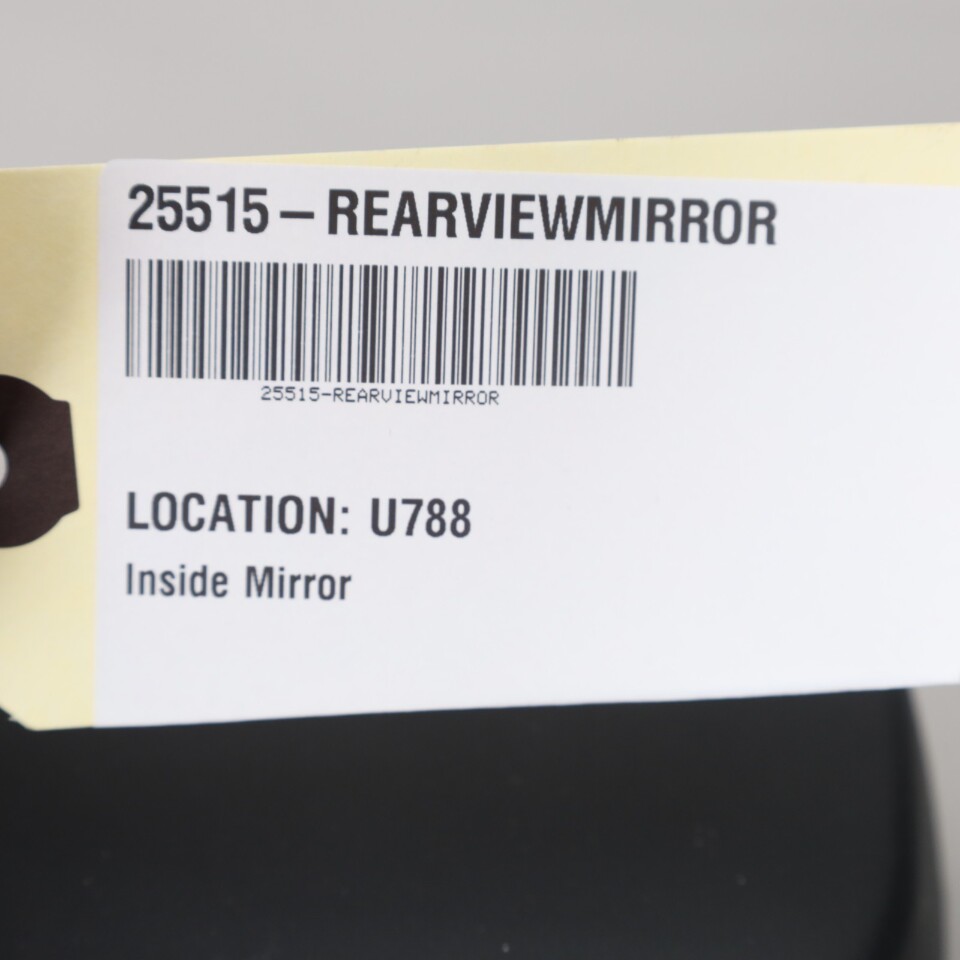 25515-REARVIEWMIRROR
25515-REARVIEWMIRROR
LOCATION: U788
Inside Mirror